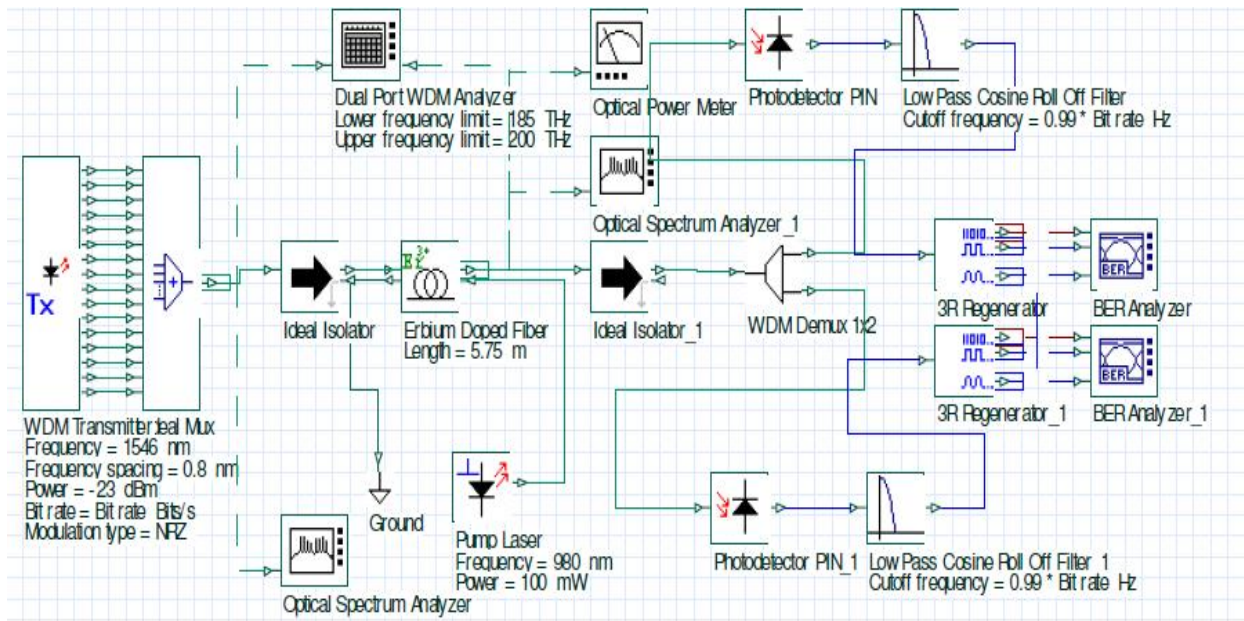 Dual Port WDM Analyzer
Lower frequency limit = 185 THz
Upper frequency limit = 200 THz
Optical Power Meter
Photodetector PIN
Low Pass Cosine Roll Off Filter
Cutoff frequency = 0.99 * Bit rate Hz
Optical Spectrum Analyzer_1
Tx
Ideal Isolator
Erbium Doped Fiber
Length = 5.75 m
Ideal Isolator_1
WDM Demux 1x2
3R Regenerator
BER
BER Analyzer
3R Regenerator_1
BER
BER Analyzer_1
WDM Transmitter
Ideal Mux
Frequency = 1546 nm
Frequency spacing = 0.8 nm
Power = -23 dBm
Bit rate = Bit rate Bits/s
Modulation type = NRZ
Ground
Pump Laser
Frequency = 980 nm
Power = 100 mW
Optical Spectrum Analyzer
Photodetector PIN_1
Low Pass Cosine Roll Off Filter_1
Cutoff frequency = 0.99 * Bit rate Hz